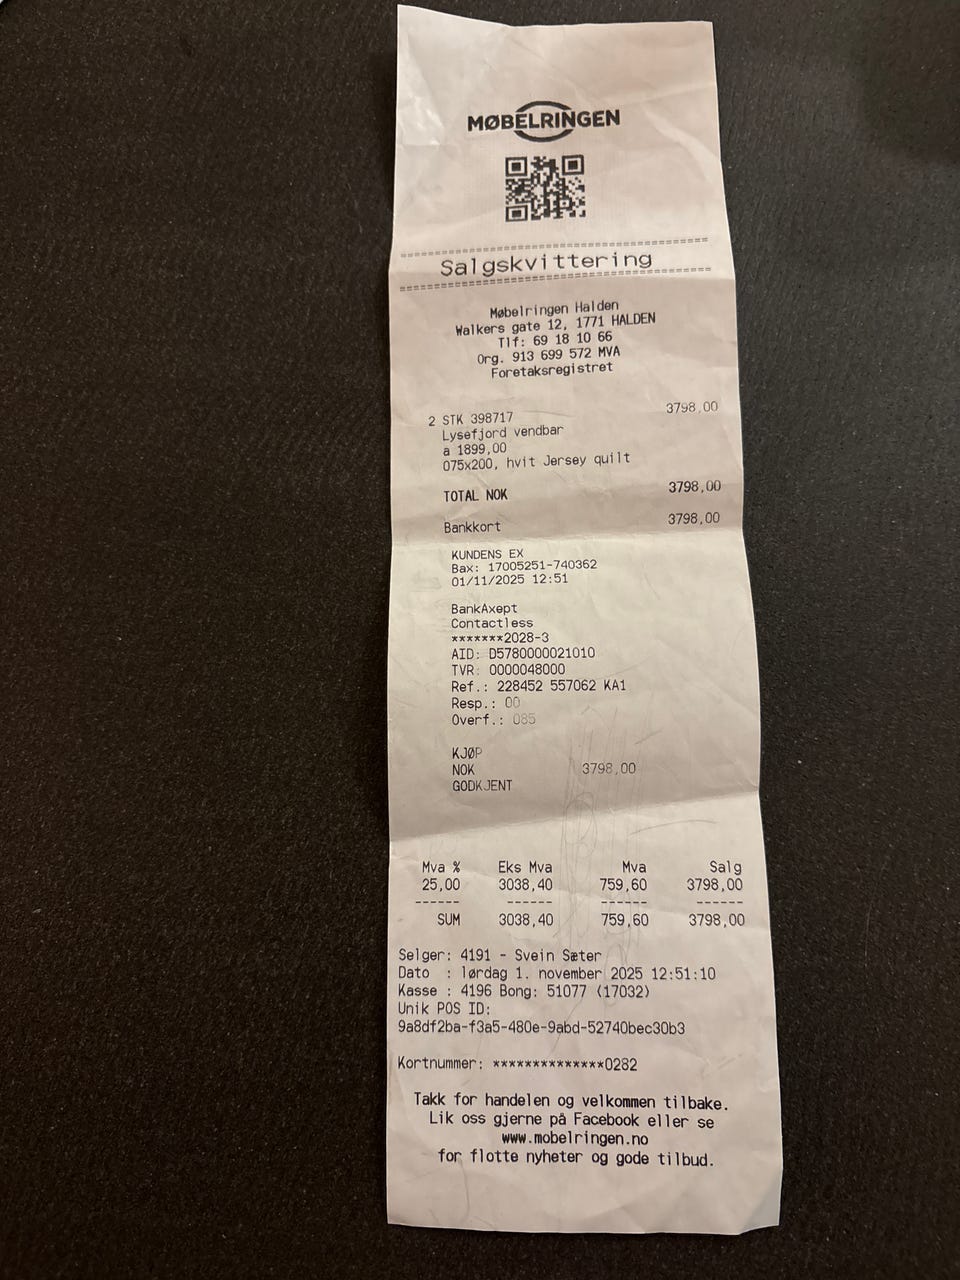 MØBELRINGEN
Salgskvittering
Møbelringen Halden
Walkers gate 12, 1771 HALDEN
Tlf: 69 18 10 66
Org. 913 699 572 MVA
Foretaksregistret
2 STK 398717 3798,00
Lysefjord vendbar
a 1899,00
075x200, hvit Jersey quilt
TOTAL NOK 3798,00
Bankkort 3798,00
KUNDENS EX
Bax: 17005251-740362
01/11/2025 12:51
BankAxept
Contactless
*******2028-3
AID: D5780000021010
TVR: 0000048000
Ref.: 228452 557062 KA1
Resp.: 00
Overf.: 085
KJØP
NOK 3798,00
GODKJENT
Mva % Eks Mva Mva Salg
25,00 3038,40 759,60 3798,00
------ ------ ------ ------
SUM 3038,40 759,60 3798,00
Selger: 4191 - Svein Sæter
Dato : lørdag 1. november 2025 12:51:10
Kasse : 4196 Bong: 51077 (17032)
Unik POS ID:
9a8df2ba-f3a5-480e-9abd-52740bec30b3
Kortnummer: **************0282
Takk for handelen og velkommen tilbake.
Lik oss gjerne på Facebook eller se
www.mobelringen.no
for flotte nyheter og gode tilbud.